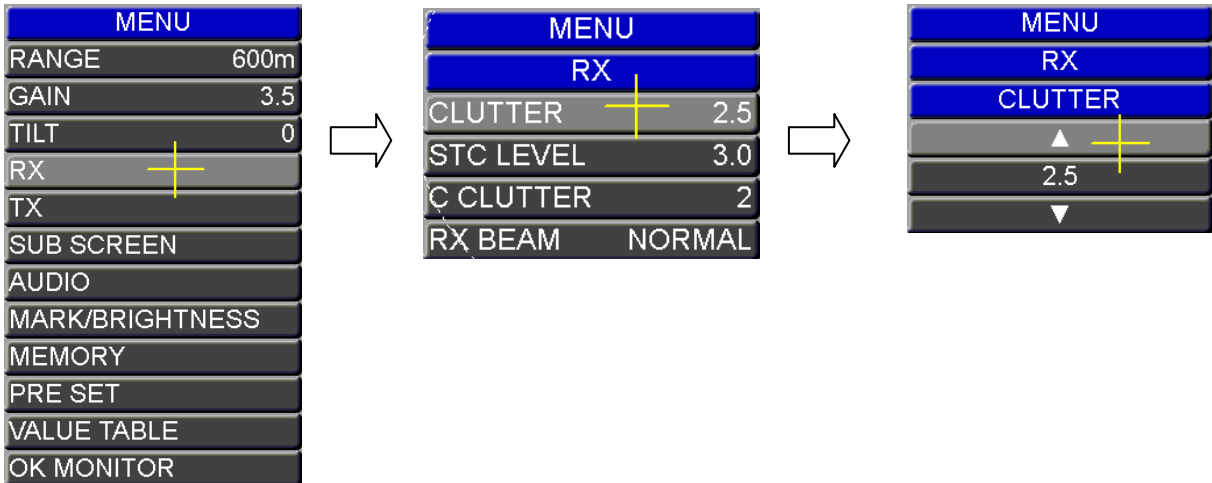 MENU
RANGE 600m
GAIN 3.5
TILT 0
RX
TX
SUB SCREEN
AUDIO
MARK/BRIGHTNESS
MEMORY
PRE SET
VALUE TABLE
OK MONITOR
MENU
RX
CLUTTER 2.5
STC LEVEL 3.0
C CLUTTER 2
RX BEAM NORMAL
MENU
RX
CLUTTER
▲
2.5
▼